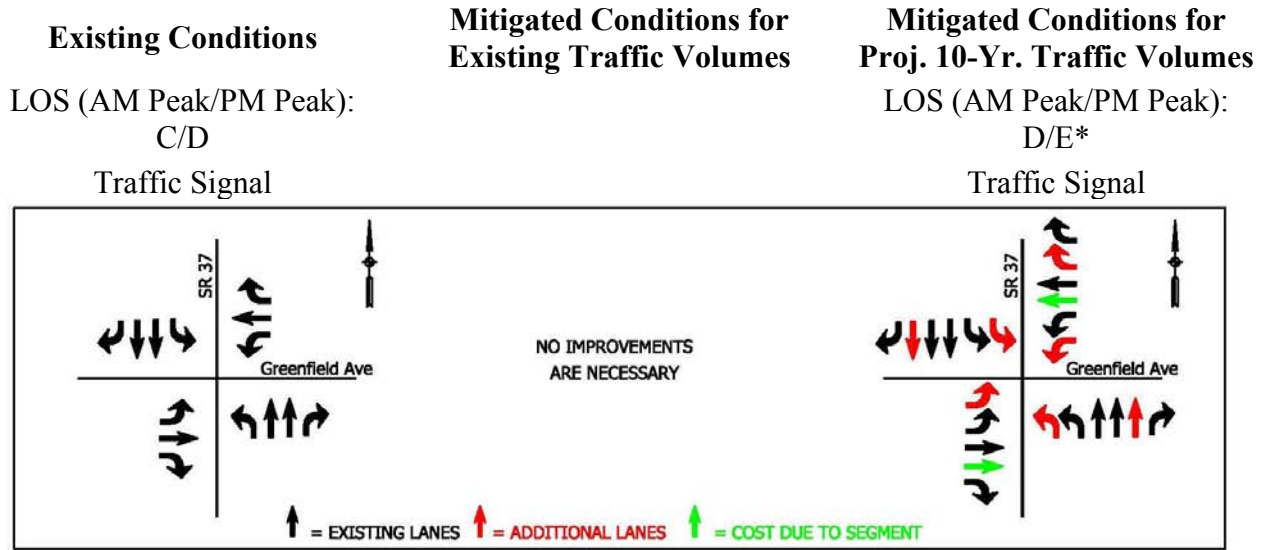 Existing Conditions
Mitigated Conditions for
Existing Traffic Volumes
Mitigated Conditions for
Proj. 10-Yr. Traffic Volumes
LOS (AM Peak/PM Peak):
C/D
Traffic Signal
LOS (AM Peak/PM Peak):
D/E*
Traffic Signal
SR 37
Greenfield Ave
NO IMPROVEMENTS
ARE NECESSARY
SR 37
Greenfield Ave
= EXISTING LANES
= ADDITIONAL LANES
= COST DUE TO SEGMENT